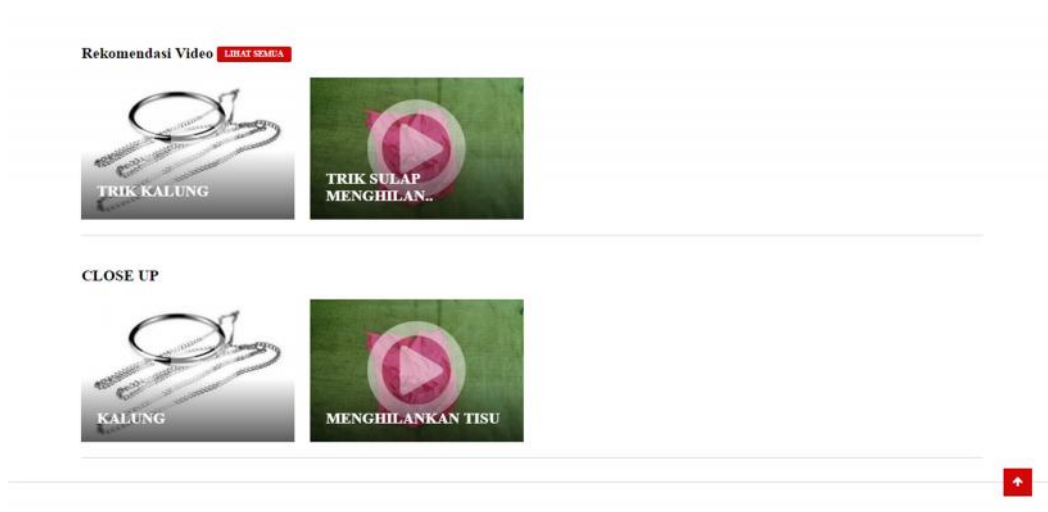 Rekomendasi Video LIHAT SEMUA
TRIK KALUNG
TRIK SULAP
MENGHILAN..
CLOSE UP
KALUNG
MENGHILANKAN TISU